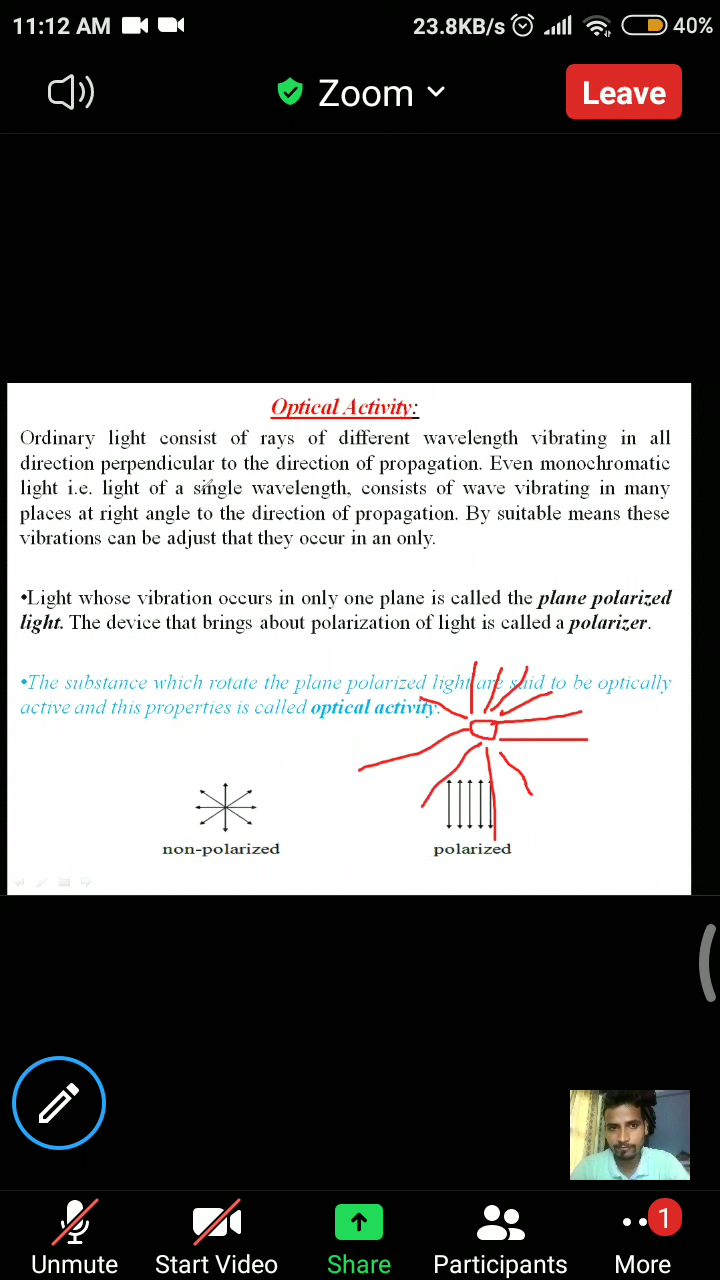 11:12 AM 23.8KB/s 40%
Zoom Leave
Optical Activity:
Ordinary light consist of rays of different wavelength vibrating in all
direction perpendicular to the direction of propagation. Even monochromatic
light i.e. light of a single wavelength, consists of wave vibrating in many
places at right angle to the direction of propagation. By suitable means these
vibrations can be adjust that they occur in an only.
•Light whose vibration occurs in only one plane is called the plane polarized
light. The device that brings about polarization of light is called a polarizer.
•The substance which rotate the plane polarized light are said to be optically
active and this properties is called optical activity.
non-polarized polarized
1
Unmute Start Video Share Participants More